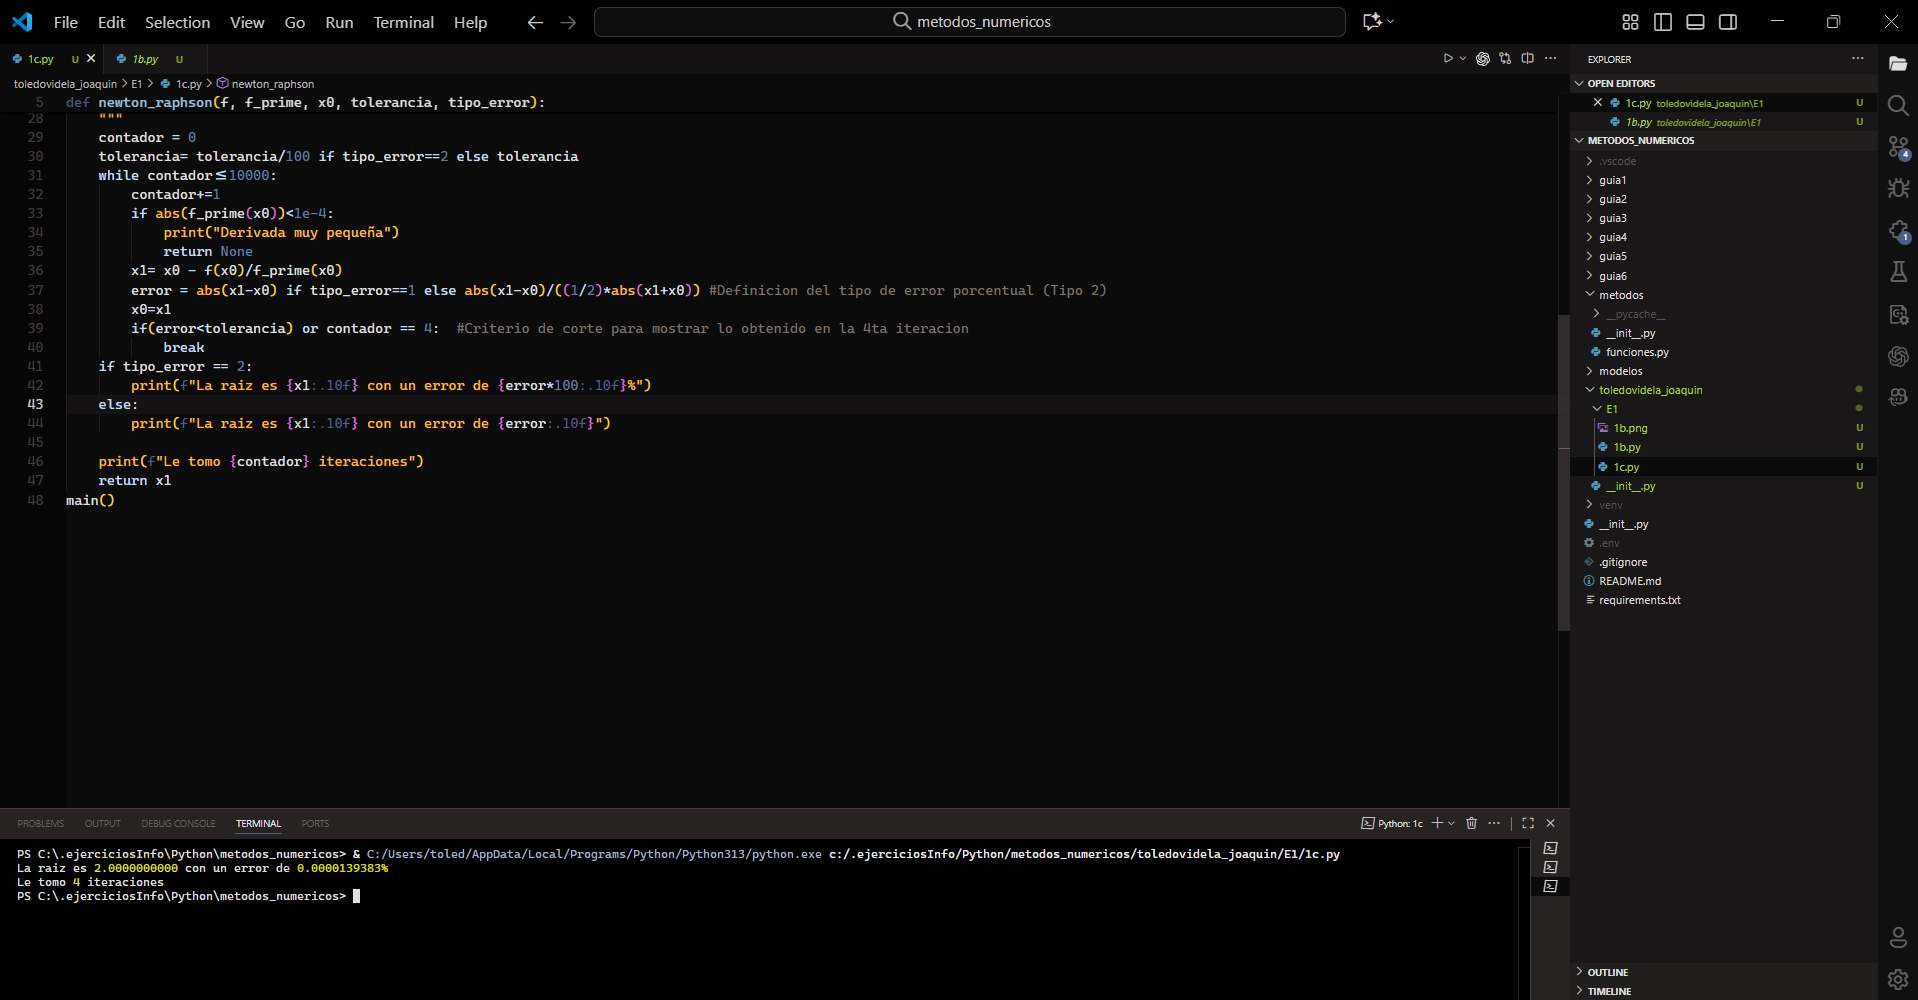 File Edit Selection View Go Run Terminal Help
metodos_numericos
1c.py U
1b.py U
toledovidela_joaquin > E1 > 1c.py > newton_raphson
5 def newton_raphson(f, f_prime, x0, tolerancia, tipo_error):
28 """
29 contador = 0
30 tolerancia= tolerancia/100 if tipo_error==2 else tolerancia
31 while contador≤10000:
32 contador+=1
33 if abs(f_prime(x0))<1e-4:
34 print("Derivada muy pequeña")
35 return None
36 x1= x0 - f(x0)/f_prime(x0)
37 error = abs(x1-x0) if tipo_error==1 else abs(x1-x0)/((1/2)*abs(x1+x0)) #Definicion del tipo de error porcentual (Tipo 2)
38 x0=x1
39 if(error<tolerancia) or contador == 4: #Criterio de corte para mostrar lo obtenido en la 4ta iteracion
40 break
41 if tipo_error == 2:
42 print(f"La raiz es {x1:.10f} con un error de {error*100:.10f}%")
43 else:
44 print(f"La raiz es {x1:.10f} con un error de {error:.10f}")
45
46 print(f"Le tomo {contador} iteraciones")
47 return x1
48 main()
PROBLEMS OUTPUT DEBUG CONSOLE TERMINAL PORTS
Python: 1c
PS C:\.ejerciciosInfo\Python\metodos_numericos> & C:/Users/toled/AppData/Local/Programs/Python/Python313/python.exe c:/.ejerciciosInfo/Python/metodos_numericos/toledovidela_joaquin/E1/1c.py
La raiz es 2.0000000000 con un error de 0.0000139383%
Le tomo 4 iteraciones
PS C:\.ejerciciosInfo\Python\metodos_numericos>
EXPLORER
OPEN EDITORS
1c.py toledovidela_joaquin\E1 U
1b.py toledovidela_joaquin\E1 U
METODOS_NUMERICOS
.vscode
guia1
guia2
guia3
guia4
guia5
guia6
metodos
__pycache__
__init__.py
funciones.py
modelos
toledovidela_joaquin
E1
1b.png U
1b.py U
1c.py U
__init__.py U
venv
__init__.py
.env
.gitignore
README.md
requirements.txt
OUTLINE
TIMELINE
4
1